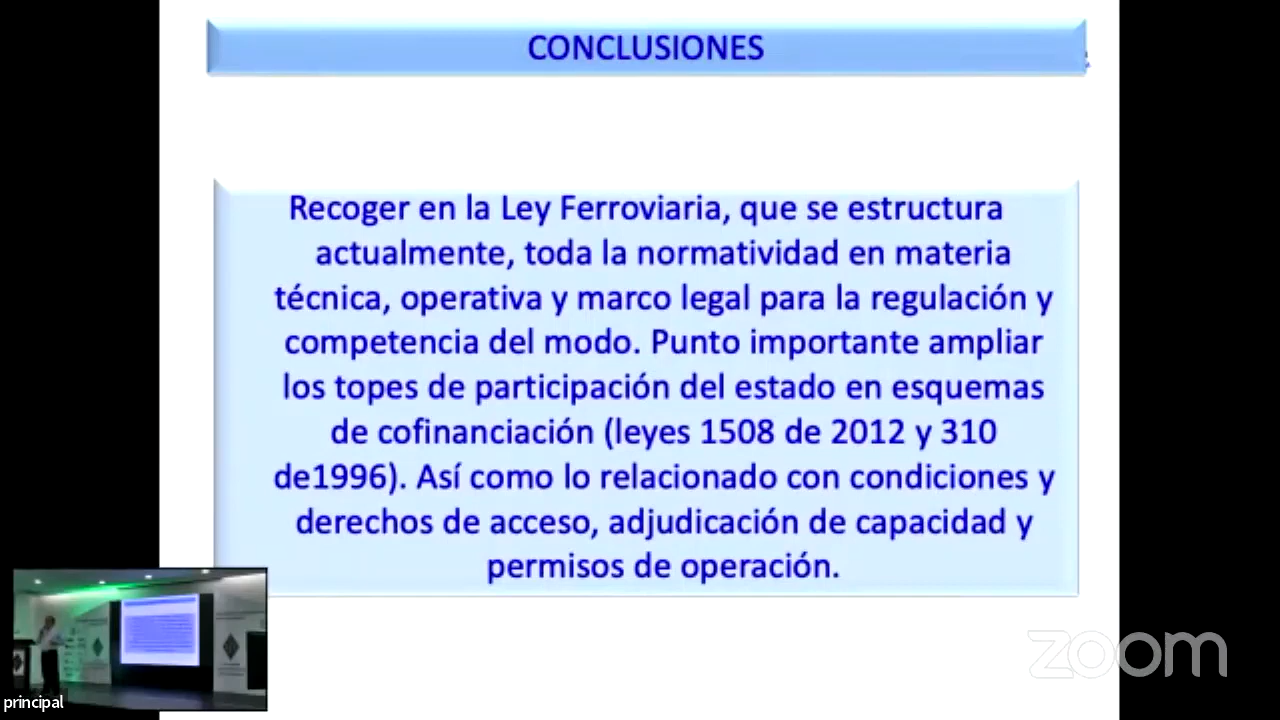 CONCLUSIONES
Recoger en la Ley Ferroviaria, que se estructura
actualmente, toda la normatividad en materia
técnica, operativa y marco legal para la regulación y
competencia del modo. Punto importante ampliar
los topes de participación del estado en esquemas
de cofinanciación (leyes 1508 de 2012 y 310
de1996). Así como lo relacionado con condiciones y
derechos de acceso, adjudicación de capacidad y
permisos de operación.
zoom
principal